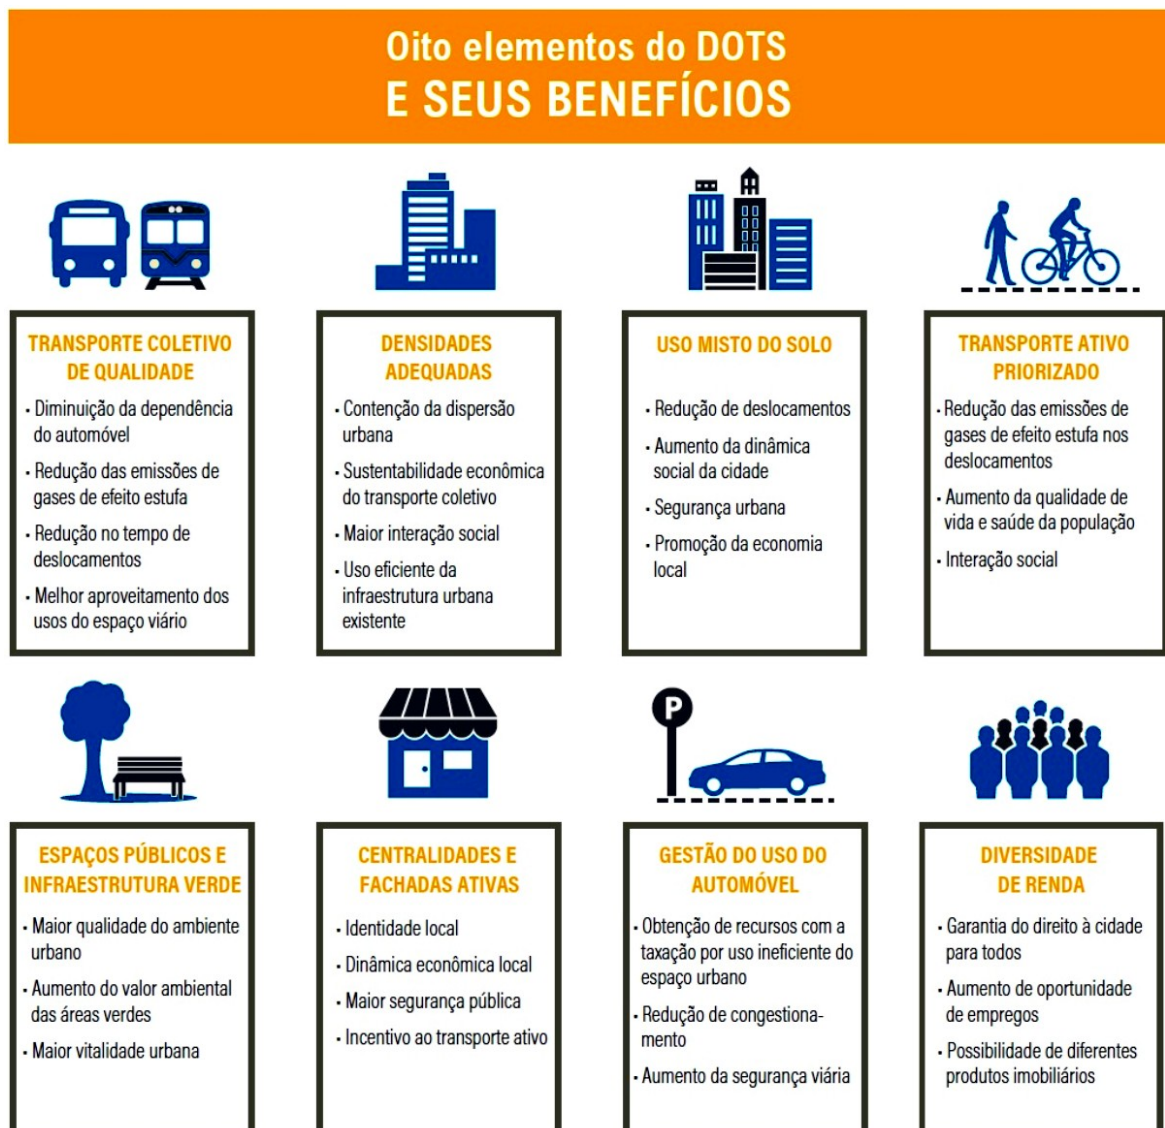 Oito elementos do DOTS
E SEUS BENEFÍCIOS
TRANSPORTE COLETIVO
DE QUALIDADE
• Diminuição da dependência
do automóvel
• Redução das emissões de
gases de efeito estufa
• Redução no tempo de
deslocamentos
• Melhor aproveitamento dos
usos do espaço viário
DENSIDADES
ADEQUADAS
• Contenção da dispersão
urbana
• Sustentabilidade econômica
do transporte coletivo
• Maior interação social
• Uso eficiente da
infraestrutura urbana
existente
USO MISTO DO SOLO
• Redução de deslocamentos
• Aumento da dinâmica
social da cidade
• Segurança urbana
• Promoção da economia
local
TRANSPORTE ATIVO
PRIORIZADO
• Redução das emissões de
gases de efeito estufa nos
deslocamentos
• Aumento da qualidade de
vida e saúde da população
• Interação social
ESPAÇOS PÚBLICOS E
INFRAESTRUTURA VERDE
• Maior qualidade do ambiente
urbano
• Aumento do valor ambiental
das áreas verdes
• Maior vitalidade urbana
CENTRALIDADES E
FACHADAS ATIVAS
• Identidade local
• Dinâmica econômica local
• Maior segurança pública
• Incentivo ao transporte ativo
P
GESTÃO DO USO DO
AUTOMÓVEL
• Obtenção de recursos com a
taxação por uso ineficiente do
espaço urbano
• Redução de congestiona-
mento
• Aumento da segurança viária
DIVERSIDADE
DE RENDA
• Garantia do direito à cidade
para todos
• Aumento de oportunidade
de empregos
• Possibilidade de diferentes
produtos imobiliários